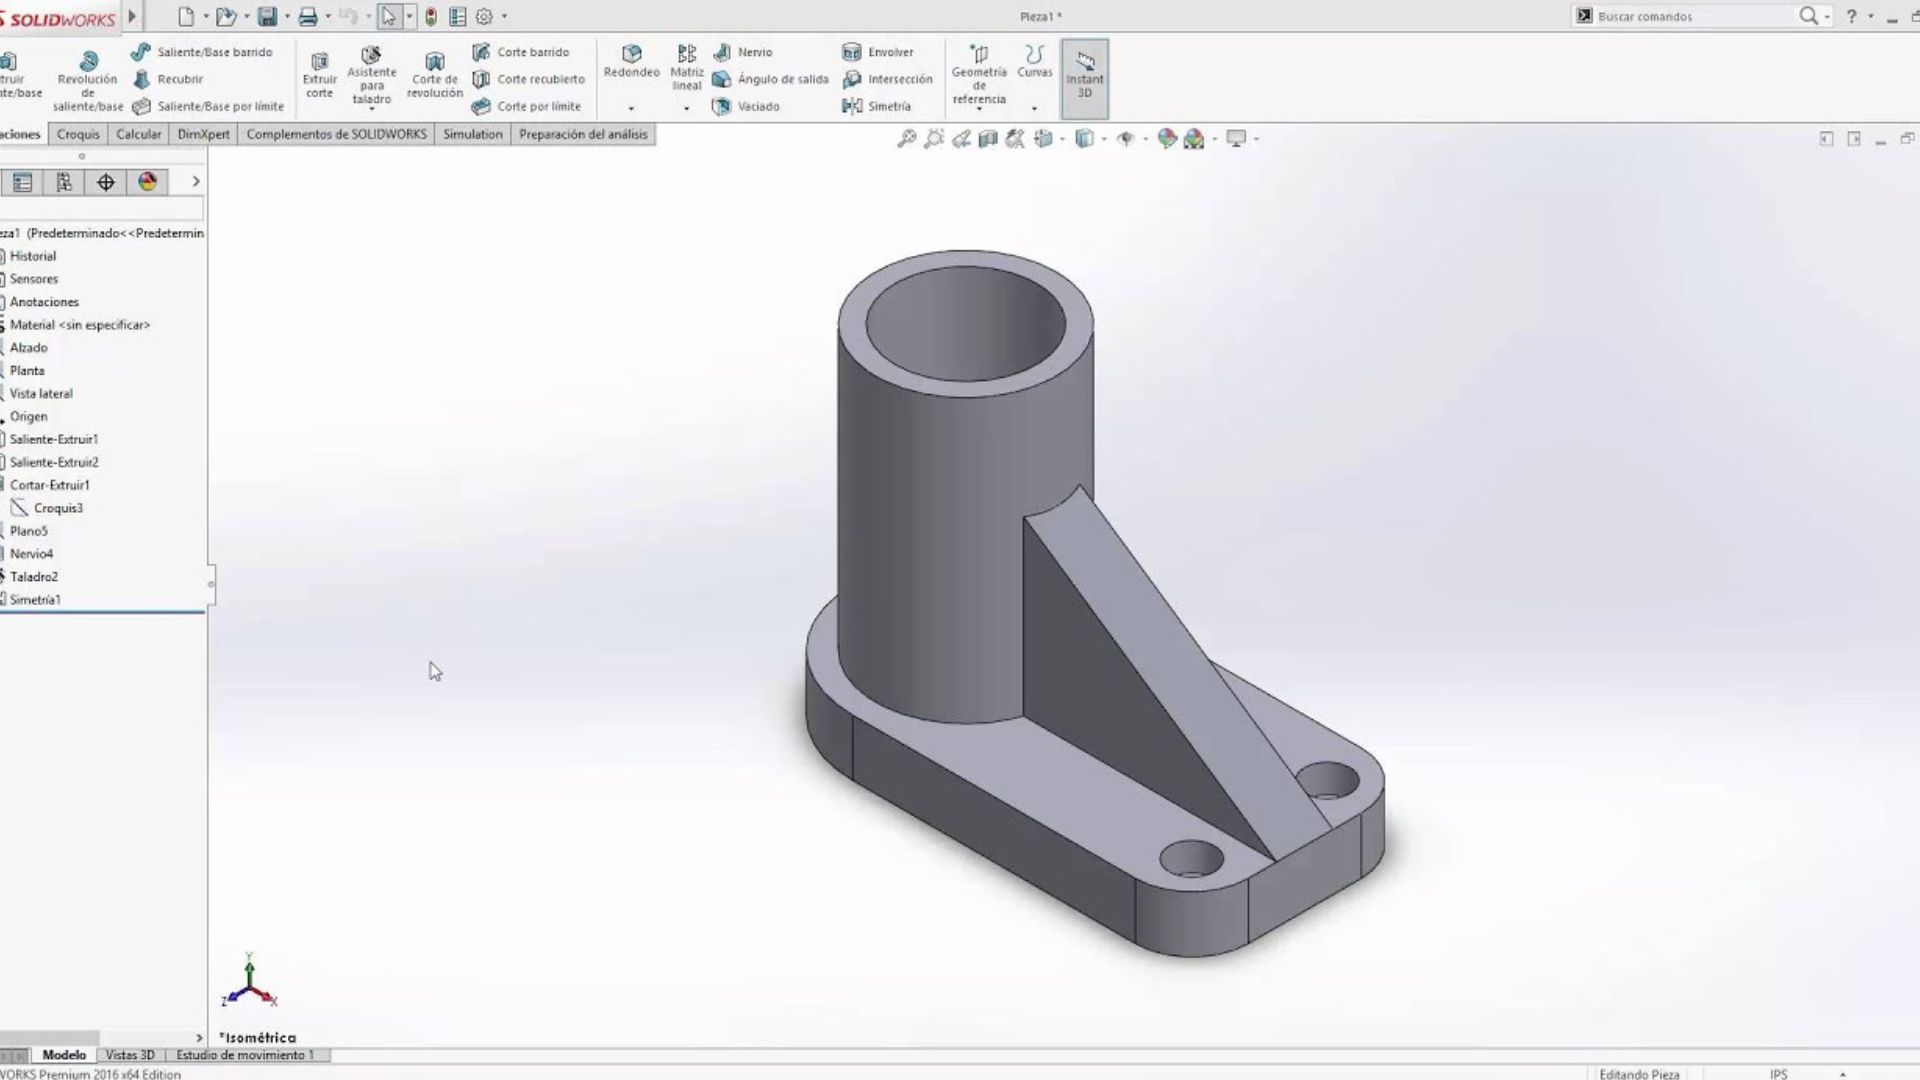 SOLIDWORKS
Pieza1 *
Buscar comandos
?
Saliente/Base barrido
Revolución
de
saliente/base
Recubrir
Saliente/Base por límite
Extruir
corte
Asistente
para
taladro
Corte de
revolución
Corte barrido
Corte recubierto
Corte por límite
Redondeo
Matriz
lineal
Nervio
Ángulo de salida
Vaciado
Envolver
Intersección
Simetría
Geometría
de
referencia
Curvas
Instant
3D
truir
nte/base
aciones
Croquis
Calcular
DimXpert
Complementos de SOLIDWORKS
Simulation
Preparación del análisis
eza1 (Predeterminado<<Predetermin
Historial
Sensores
Anotaciones
Material <sin especificar>
Alzado
Planta
Vista lateral
Origen
Saliente-Extruir1
Saliente-Extruir2
Cortar-Extruir1
Croquis3
Plano5
Nervio4
Taladro2
Simetría1
Y
Z
X
*Isométrica
Modelo
Vistas 3D
Estudio de movimiento 1
WORKS Premium 2016 x64 Edition
Editando Pieza
IPS